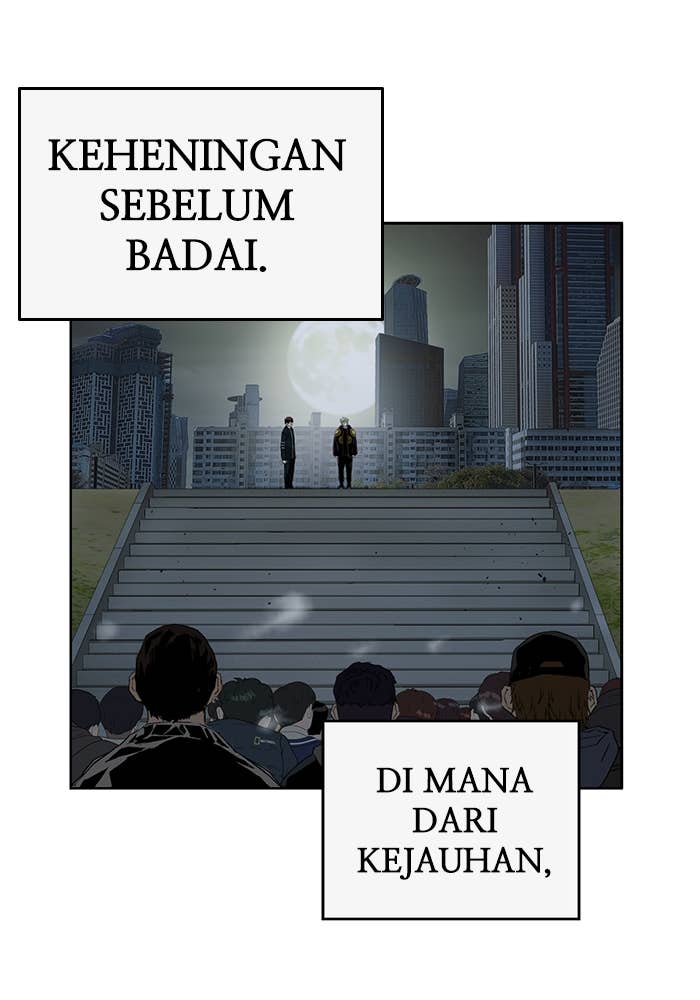 KEHENINGAN
SEBELUM
BADAI.
DI MANA
DARI
KEJAUHAN,